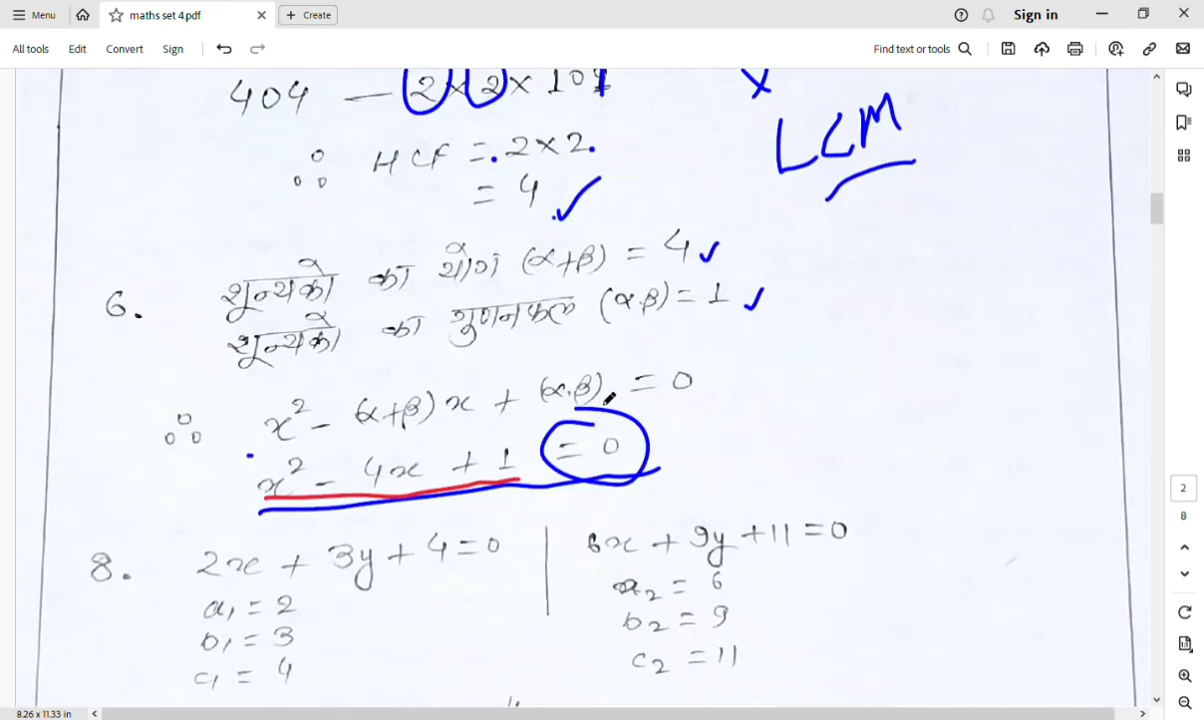 Menu
maths set 4.pdf
Create
Sign in
All tools Edit Convert Sign
Find text or tools
404 — 2 × 2 × 101
LCM
∴ HCF = 2 × 2
= 4
6. शून्यको का योग (α+β) = 4
शून्यको का गुणनफल (α.β) = 1
∴ x² - (α+β)x + (α.β) = 0
x² - 4x + 1 = 0
8. 2x + 3y + 4 = 0
6x + 9y + 11 = 0
a₁ = 2
a₂ = 6
b₁ = 3
b₂ = 9
c₁ = 4
c₂ = 11
2
8
8.26 x 11.33 in